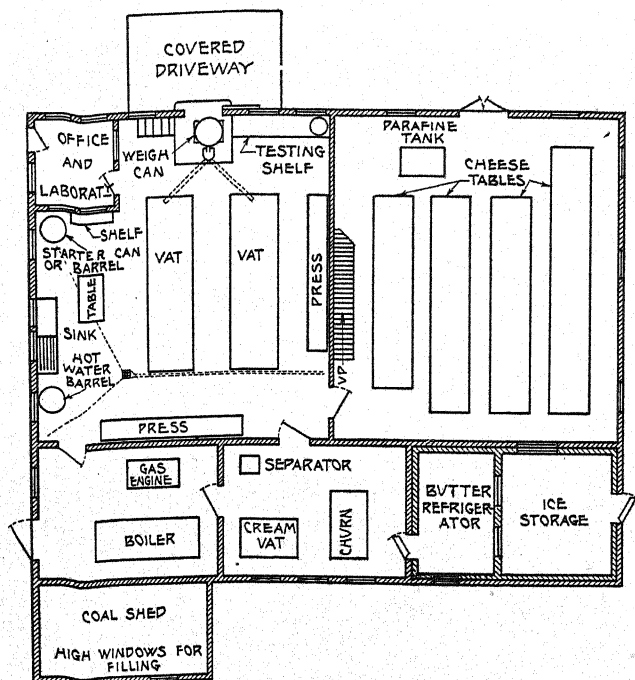 COVERED
DRIVEWAY
OFFICE
AND
LABORAT.
WEIGH
CAN
TESTING
SHELF
PARAFINE
TANK
CHEESE
TABLES
SHELF
STARTER CAN
OR BARREL
VAT
VAT
PRESS
TABLE
SINK
HOT
WATER
BARREL
UP
PRESS
GAS
ENGINE
SEPARATOR
BOILER
CREAM
VAT
CHURN
BUTTER
REFRIGER
ATOR
ICE
STORAGE
COAL SHED
HIGH WINDOWS FOR
FILLING